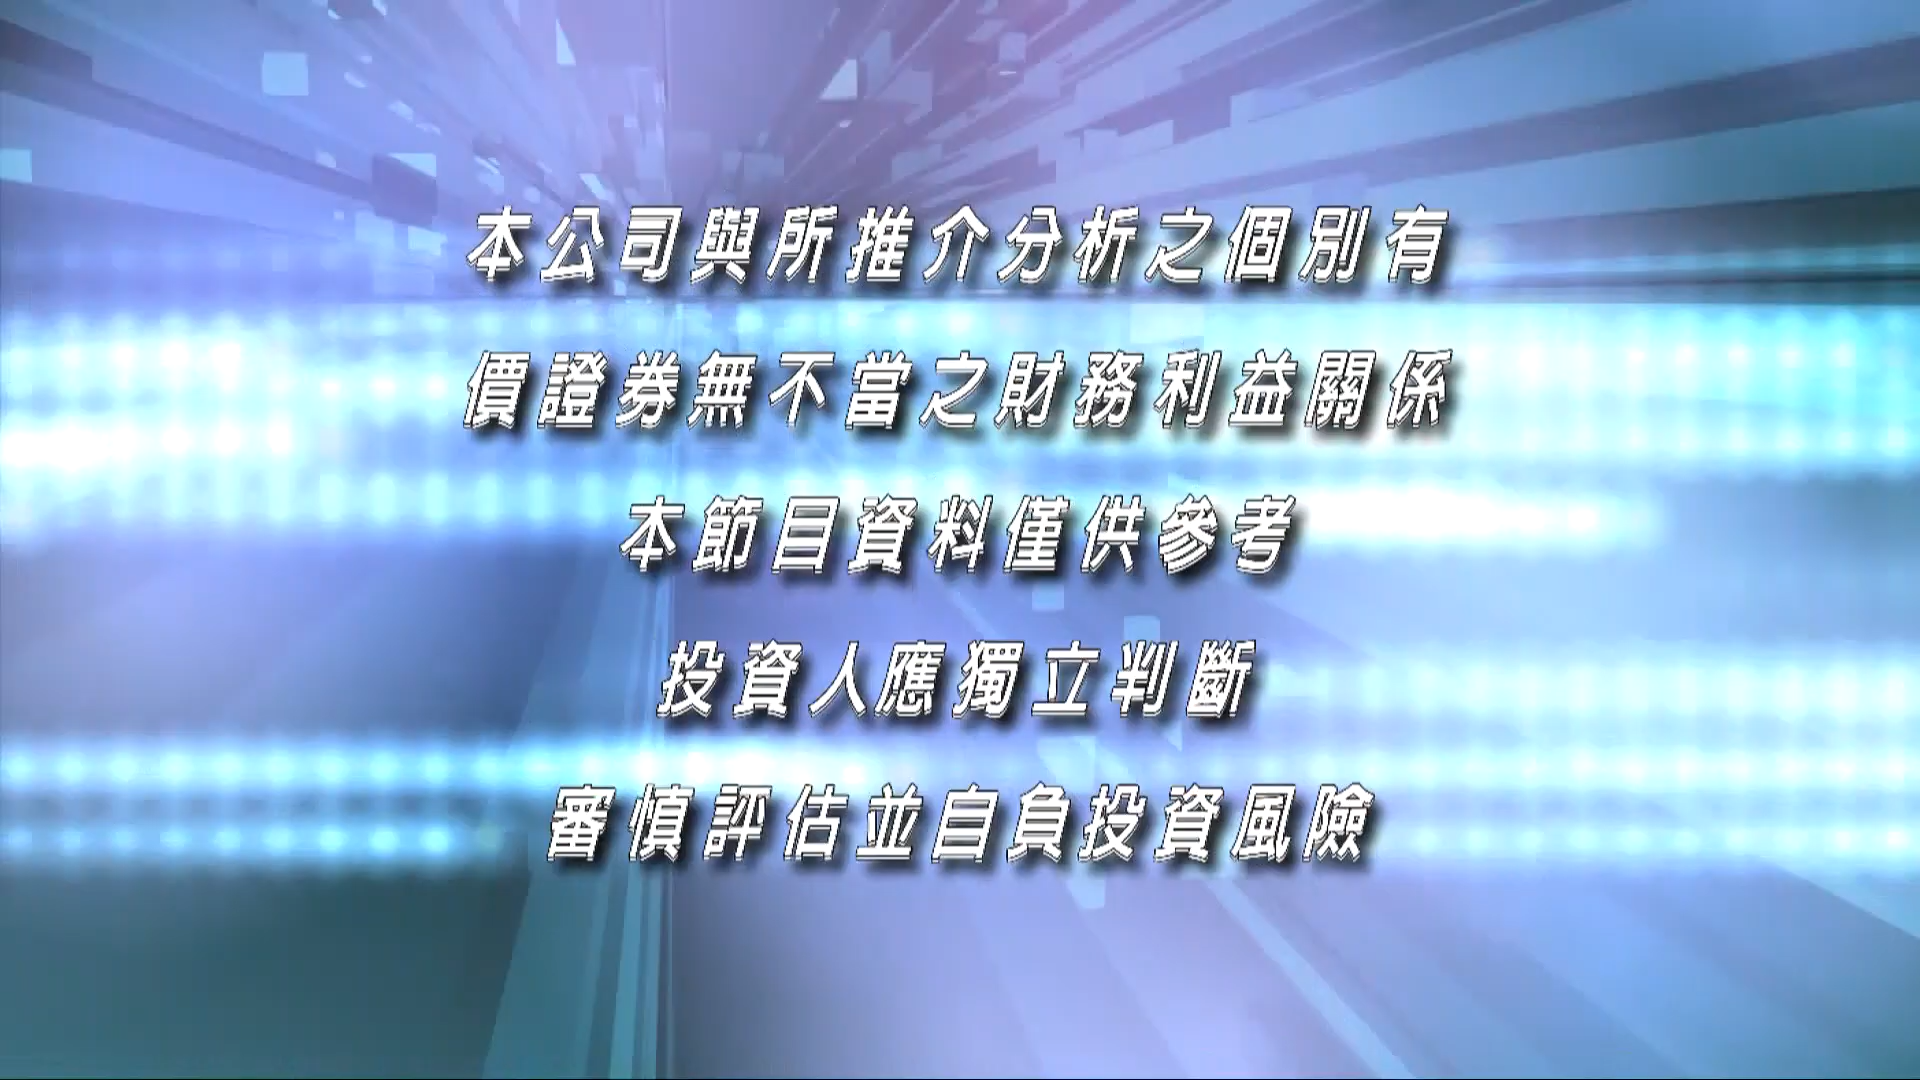 本公司與所推介分析之個別有
價證券無不當之財務利益關係
本節目資料僅供參考
投資人應獨立判斷
審慎評估並自負投資風險